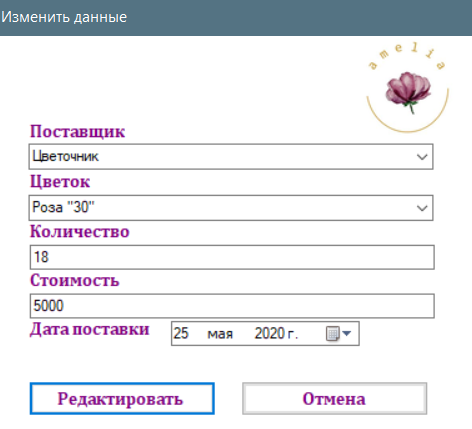 Изменить данные
amelia
Поставщик
Цветочник
Цветок
Роза "30"
Количество
18
Стоимость
5000
Дата поставки 25 мая 2020 г.
Редактировать Отмена